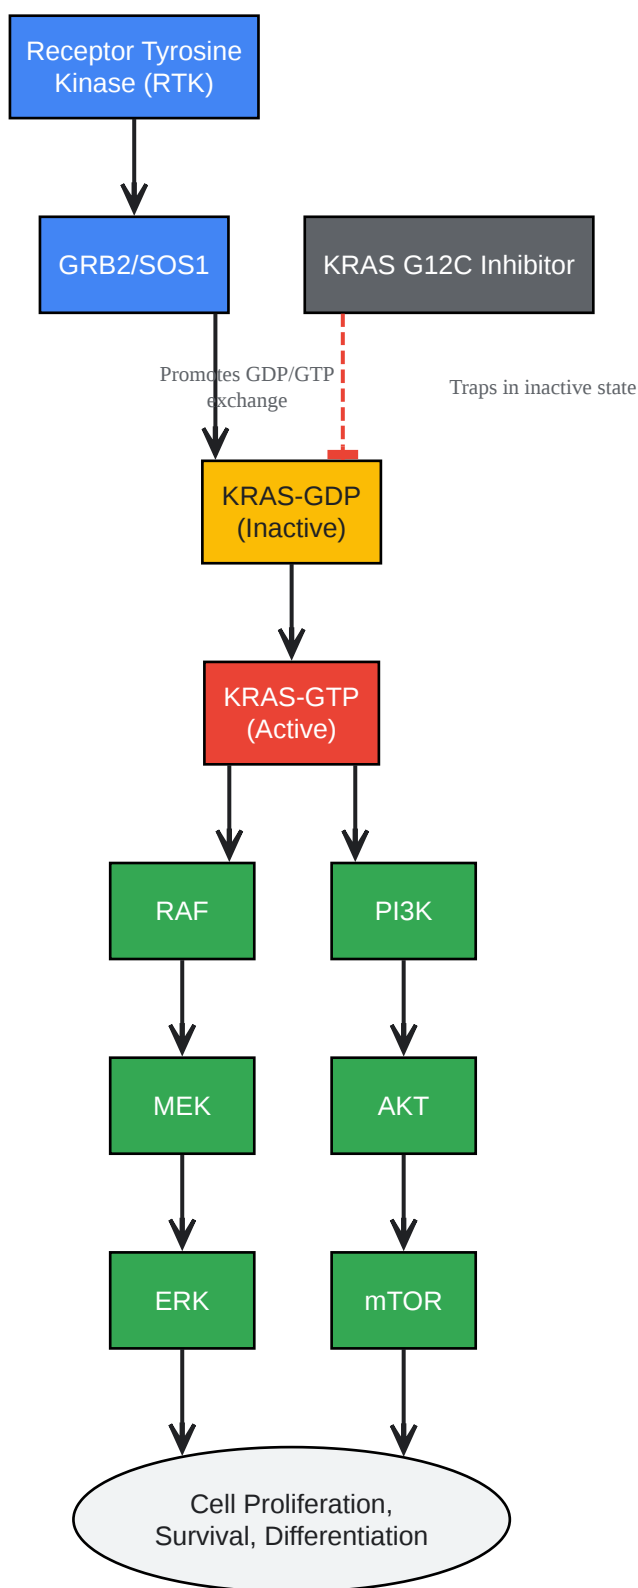 Receptor Tyrosine
Kinase (RTK)
GRB2/SOS1
KRAS G12C Inhibitor
Promotes GDP/GTP
exchange
Traps in inactive state
KRAS-GDP
(Inactive)
KRAS-GTP
(Active)
RAF
PI3K
MEK
AKT
ERK
mTOR
Cell Proliferation,
Survival, Differentiation